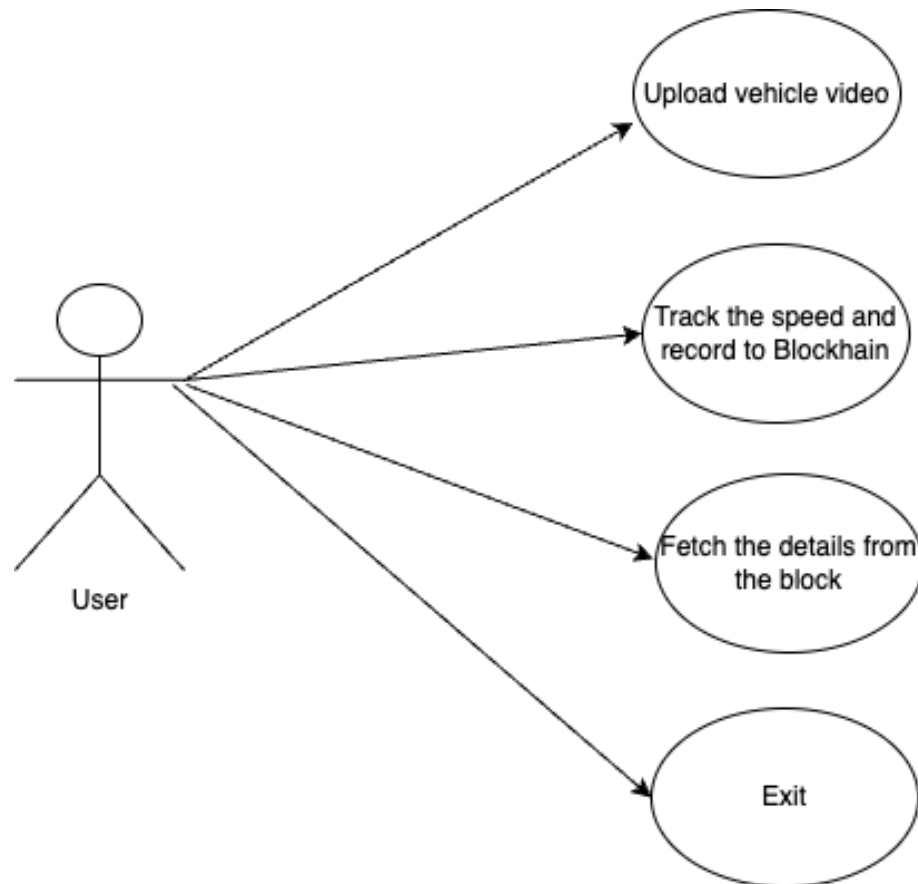 Upload vehicle video
Track the speed and
record to Blockhain
Fetch the details from
the block
User
Exit